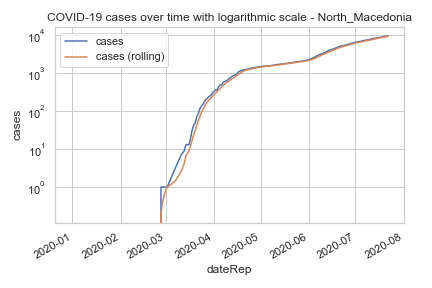 COVID-19 cases over time with logarithmic scale - North_Macedonia
cases
cases (rolling)
10^4
10^3
10^2
10^1
10^0
cases
2020-01
2020-02
2020-03
2020-04
2020-05
2020-06
2020-07
2020-08
dateRep